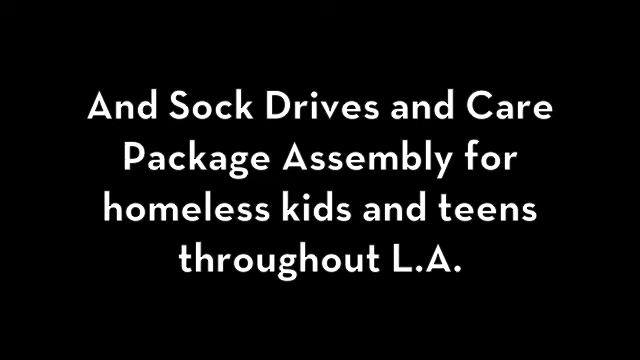 And Sock Drives and Care
Package Assembly for
homeless kids and teens
throughout L.A.